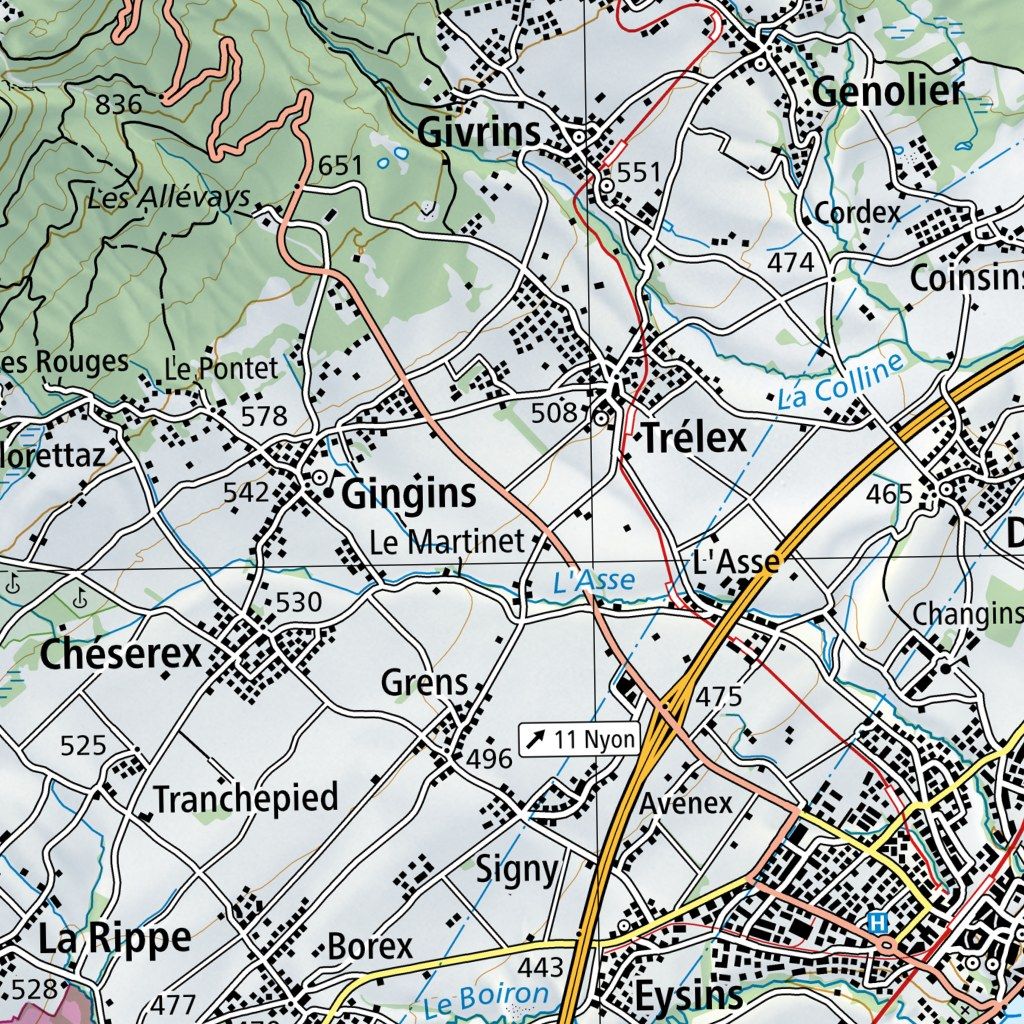 Genolier
836
Givrins
651
551
Les Allévays
Cordex
474
Coinsins
es Rouges
Le Pontet
La Colline
578
508
Trélex
lorettaz
542
Gingins
465
Le Martinet
D
L'Asse
L'Asse
530
Changins
Chéserex
Grens
475
525
11 Nyon
496
Tranchepied
Avenex
Signy
H
La Rippe
Borex
443
528
477
Le Boiron
Eysins